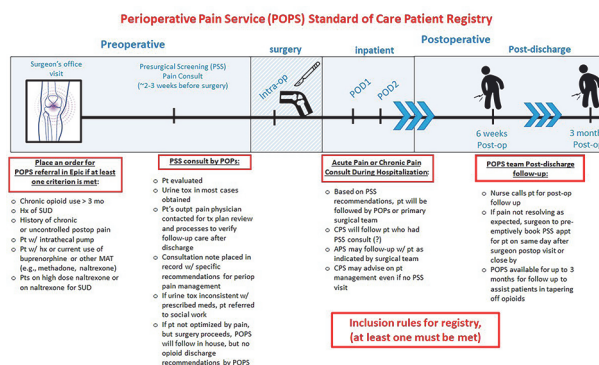 Perioperative Pain Service (POPS) Standard of Care Patient Registry
Preoperative
Postoperative
surgery
inpatient
Post-discharge
Surgeon's office
visit
Presurgical Screening (PSS)
Pain Consult
(~2-3 weeks before surgery)
Intra-op
POD1
POD2
6 weeks
Post-op
3 month
Post-op
Place an order for
POPS referral in Epic if at least
one criterion is met:
○ Chronic opioid use > 3 mo
○ Hx of SUD
○ History of chronic
or uncontrolled postop pain
○ Pt w/ intrathecal pump
○ Pt w/ hx or current use of
buprenorphine or other MAT
(e.g., methadone, naltrexone)
○ Pts on high dose naltrexone or
on naltrexone for SUD
PSS consult by POPs:
○ Pt evaluated
○ Urine tox in most cases
obtained
○ Pt's outpt pain physician
contacted for tx plan review
and processes to verify
follow-up care after
discharge
○ Consultation note placed in
record w/ specific
recommendations for periop
pain management
○ If urine tox inconsistent w/
prescribed meds, pt referred
to social work
○ If pt not optimized by pain,
but surgery proceeds, POPS
will follow in house, but no
opioid discharge
recommendations by POPS
Acute Pain or Chronic Pain
Consult During Hospitalization:
○ Based on PSS
recommendations, pt will be
followed by POPs or primary
surgical team
○ CPS will follow pt who had
PSS consult (?)
○ APS may follow-up w/ pt as
indicated by surgical team
○ CPS may advise on pt
management even if no PSS
visit
POPS team Post-discharge
follow-up:
○ Nurse calls pt for post-op
follow up
○ If pain not resolving as
expected, surgeon to pre-
emptively book PSS appt
for pt on same day after
surgeon postop visit or
close by
○ POPS available for up to 3
months for follow up to
assist patients in tapering
off opioids
Inclusion rules for registry,
(at least one must be met)